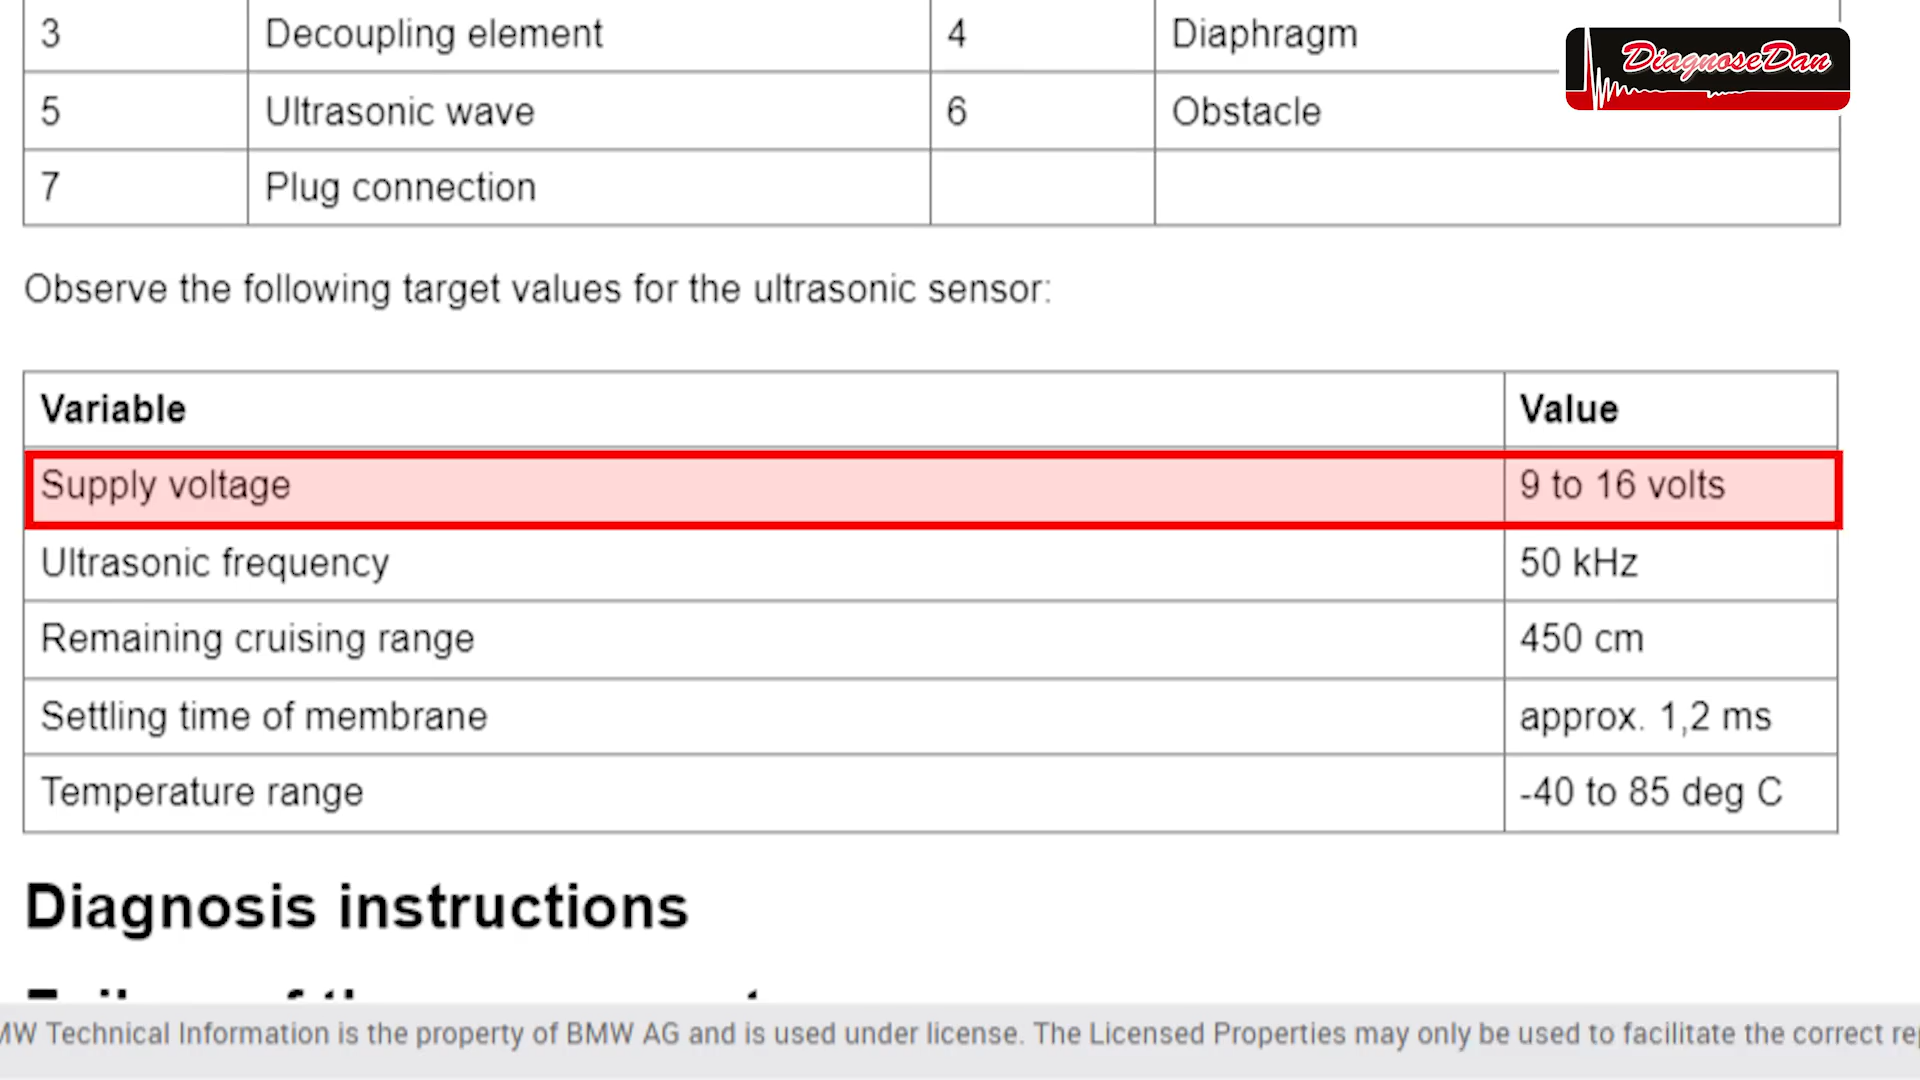 3 Decoupling element 4 Diaphragm
DiagnoseDan
5 Ultrasonic wave 6 Obstacle
7 Plug connection
Observe the following target values for the ultrasonic sensor:
Variable Value
Supply voltage 9 to 16 volts
Ultrasonic frequency 50 kHz
Remaining cruising range 450 cm
Settling time of membrane approx. 1,2 ms
Temperature range -40 to 85 deg C
Diagnosis instructions
Technical Information is the property of BMW AG and is used under license. The Licensed Properties may only be used to facilitate the correct